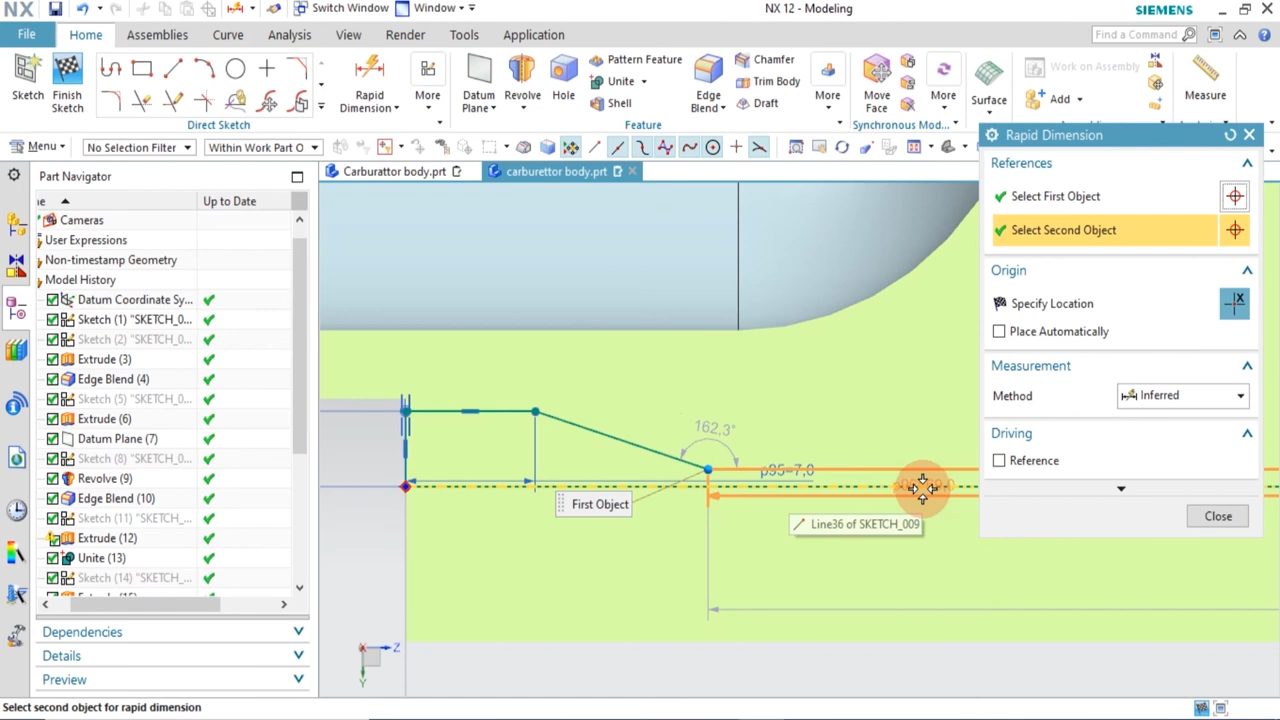 NX
Switch Window
Window
NX 12 - Modeling
SIEMENS
File
Home
Assemblies
Curve
Analysis
View
Render
Tools
Application
Find a Command
Sketch
Finish
Sketch
Rapid
Dimension
More
Datum
Plane
Revolve
Hole
Pattern Feature
Unite
Shell
Edge
Blend
Chamfer
Trim Body
Draft
More
Move
Face
More
Surface
Work on Assembly
Add
Measure
Direct Sketch
Feature
Synchronous Mod...
Menu
No Selection Filter
Within Work Part O
Rapid Dimension
References
Select First Object
Select Second Object
Origin
Specify Location
Place Automatically
Measurement
Method
Inferred
Driving
Reference
Close
Part Navigator
Carburattor body.prt
carburettor body.prt
Up to Date
Cameras
User Expressions
Non-timestamp Geometry
Model History
Datum Coordinate Sy...
Sketch (1) "SKETCH_0...
Sketch (2) "SKETCH_0...
Extrude (3)
Edge Blend (4)
Sketch (5) "SKETCH_0...
Extrude (6)
Datum Plane (7)
Sketch (8) "SKETCH_0...
Revolve (9)
Edge Blend (10)
Sketch (11) "SKETCH_...
Extrude (12)
Unite (13)
Sketch (14) "SKETCH_...
Dependencies
Details
Preview
162,3°
p95=7,0
First Object
Line36 of SKETCH_009
X
Z
Y
Select second object for rapid dimension